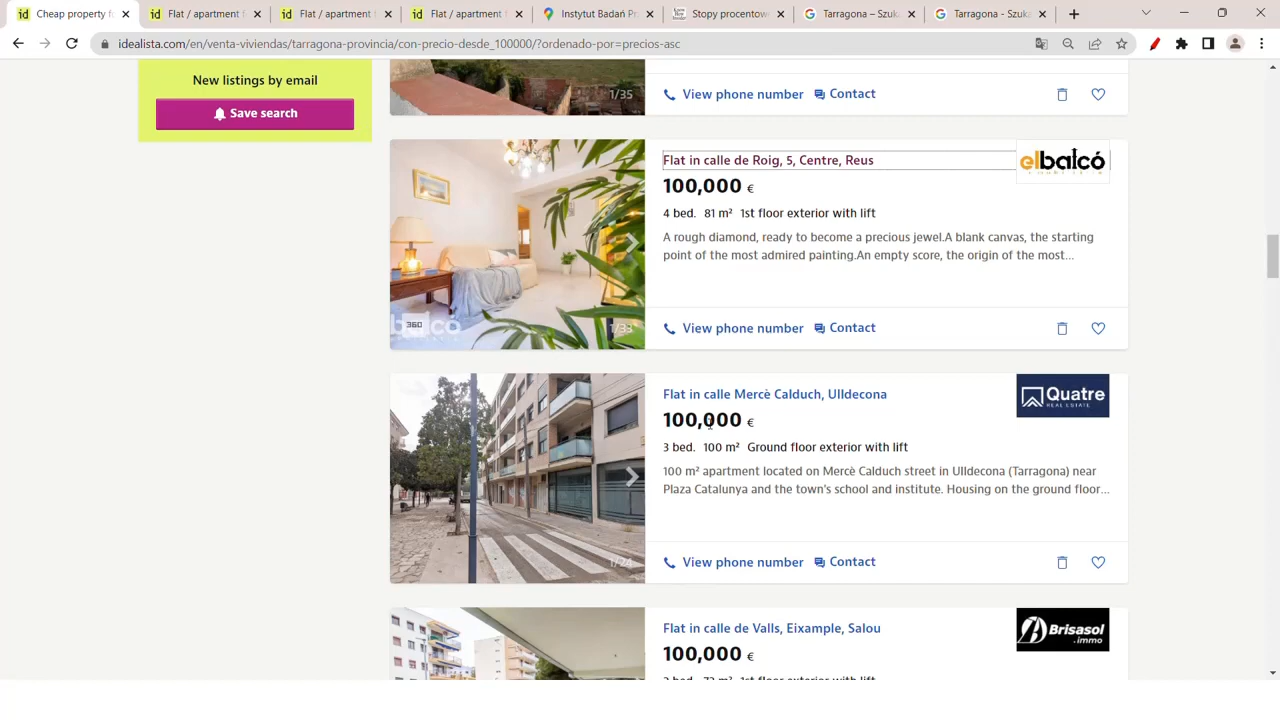 Cheap property f
Flat / apartment f
Flat / apartment f
Flat / apartment f
Instytut Badań Pr
Stopy procentowe
Tarragona – Szuka
Tarragona - Szuka
idealista.com/en/venta-viviendas/tarragona-provincia/con-precio-desde_100000/?ordenado-por=precios-asc
New listings by email
Save search
1/35
View phone number
Contact
Flat in calle de Roig, 5, Centre, Reus
elbalcó
100,000 €
4 bed. 81 m² 1st floor exterior with lift
A rough diamond, ready to become a precious jewel.A blank canvas, the starting
point of the most admired painting.An empty score, the origin of the most...
360
1/33
View phone number
Contact
Flat in calle Mercè Calduch, Ulldecona
Quatre
REAL ESTATE
100,000 €
3 bed. 100 m² Ground floor exterior with lift
100 m² apartment located on Mercè Calduch street in Ulldecona (Tarragona) near
Plaza Catalunya and the town's school and institute. Housing on the ground floor...
1/24
View phone number
Contact
Flat in calle de Valls, Eixample, Salou
Brisasol
.immo
100,000 €